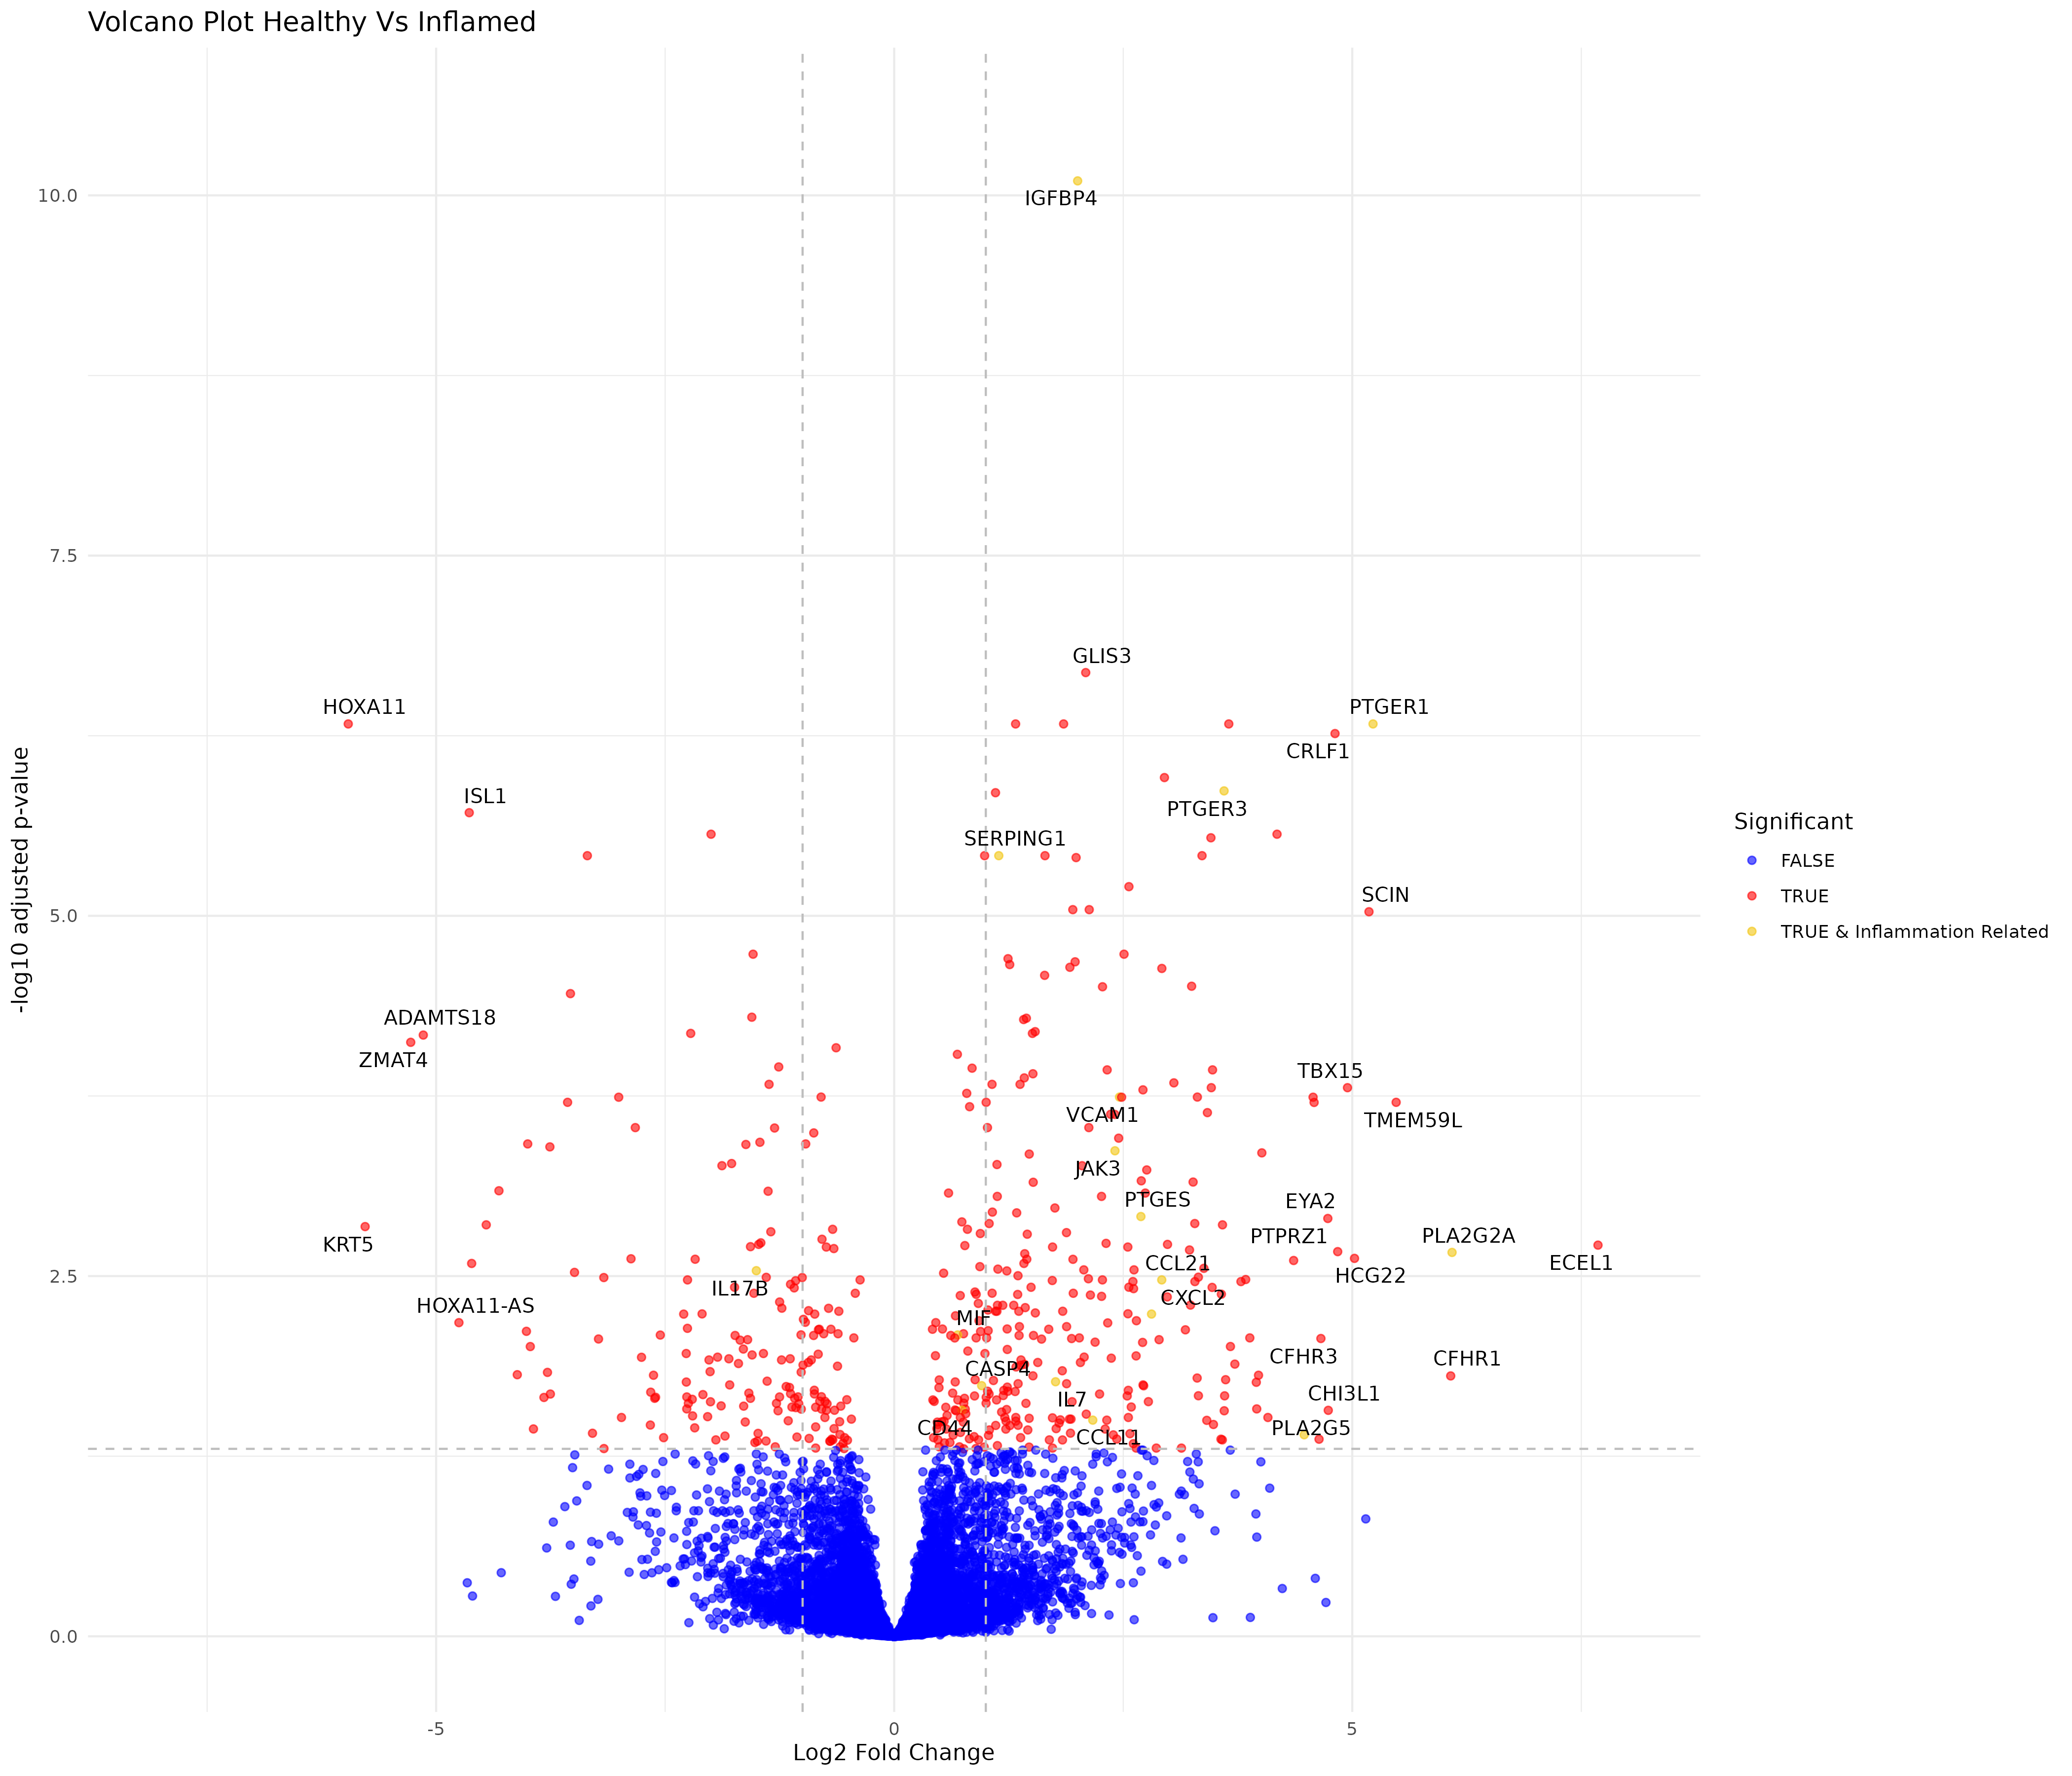 Volcano Plot Healthy Vs Inflamed
10.0
IGFBP4
7.5
GLIS3
HOXA11
PTGER1
CRLF1
ISL1
PTGER3
SERPING1
SCIN
5.0
ADAMTS18
ZMAT4
TBX15
VCAM1
TMEM59L
JAK3
PTGES
EYA2
PTPRZ1
PLA2G2A
KRT5
CCL21
ECEL1
HCG22
2.5
IL17B
CXCL2
HOXA11-AS
MIF
CFHR3
CFHR1
CASP4
CHI3L1
IL7
CD44
PLA2G5
CCL11
0.0
-5
0
5
Log2 Fold Change
-log10 adjusted p-value
Significant
FALSE
TRUE
TRUE & Inflammation Related